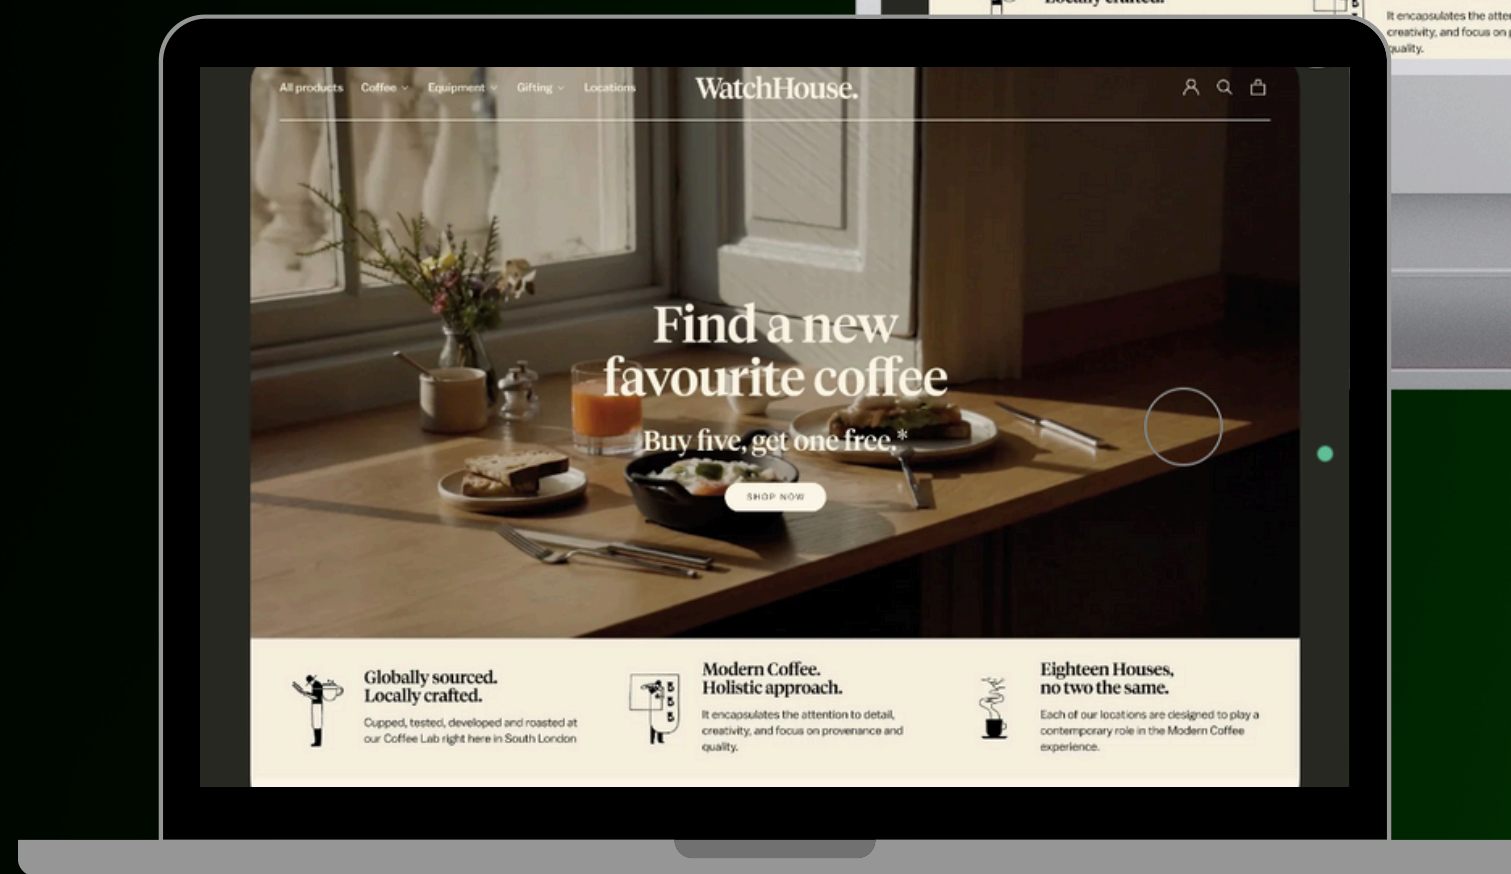 Locally crafted.
It encapsulates the
creativity, and focus on
quality.
All products Coffee Equipment Gifting Locations
WatchHouse.
Find a new
favourite coffee
Buy five, get one free.*
SHOP NOW
Globally sourced.
Locally crafted.
Cupped, tested, developed and roasted at
our Coffee Lab right here in South London
Modern Coffee.
Holistic approach.
It encapsulates the attention to detail,
creativity, and focus on provenance and
quality.
Eighteen Houses,
no two the same.
Each of our locations are designed to play a
contemporary role in the Modern Coffee
experience.